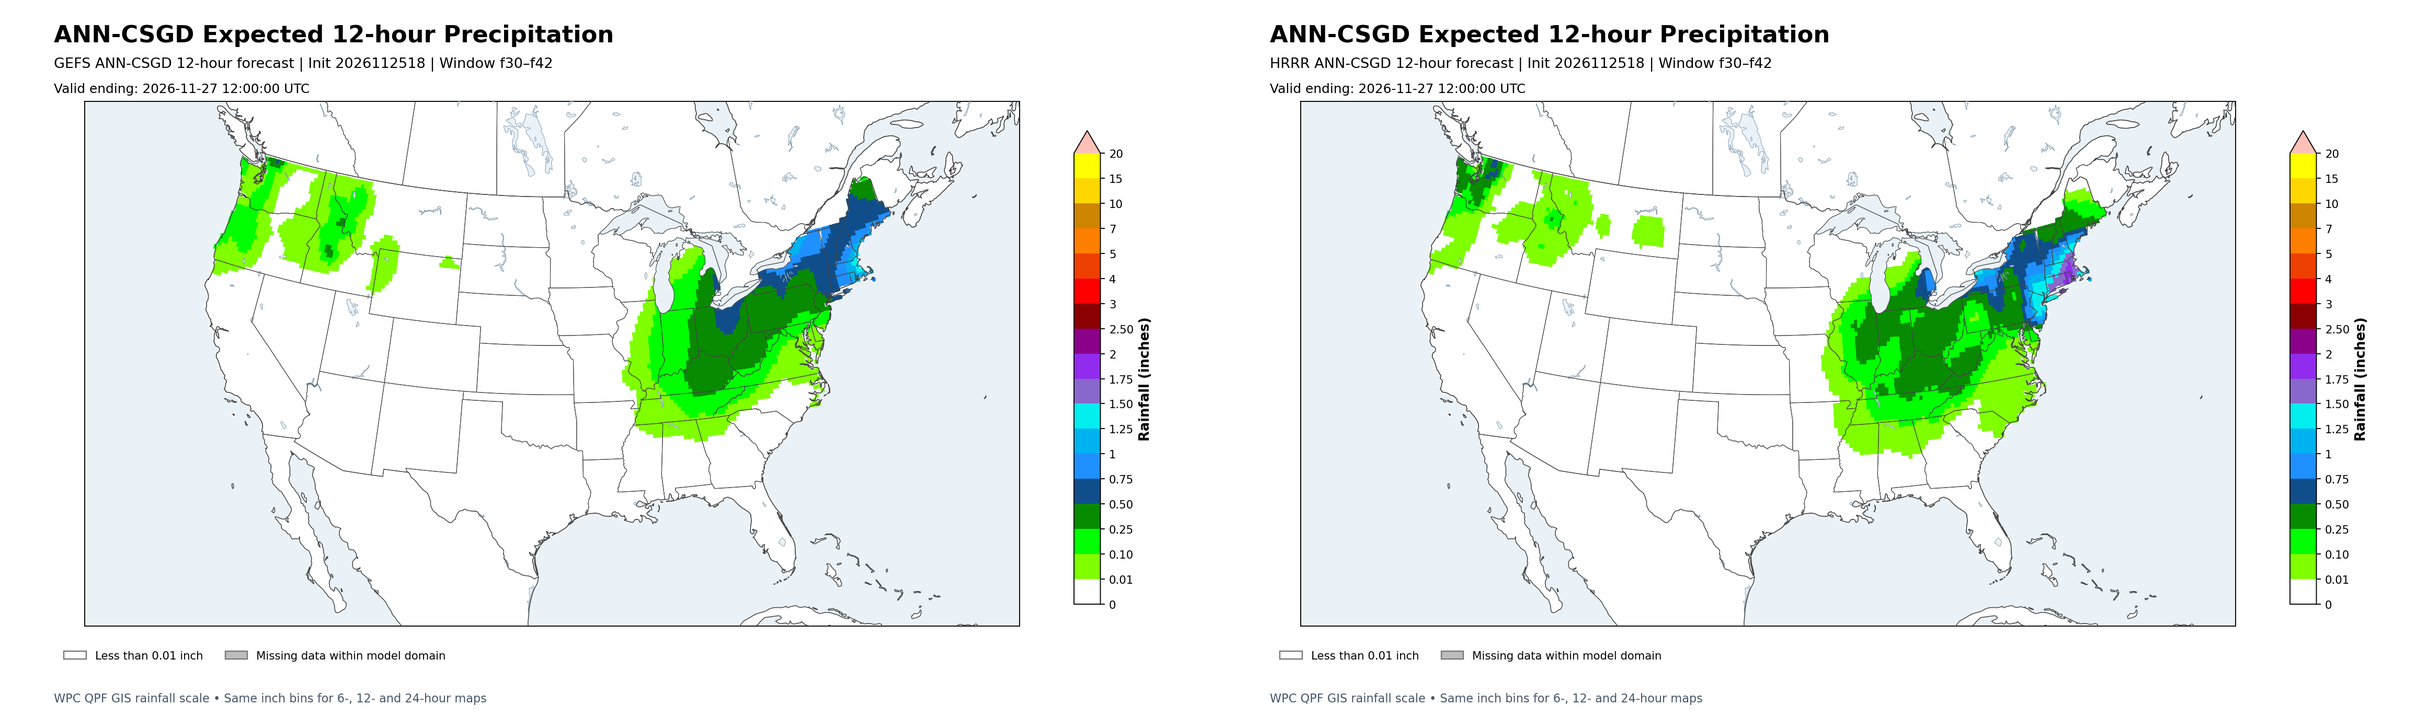 ANN-CSGD Expected 12-hour Precipitation
GEFS ANN-CSGD 12-hour forecast | Init 2026112518 | Window f30–f42
Valid ending: 2026-11-27 12:00:00 UTC
20
15
10
7
5
4
3
2.50
2
1.75
1.50
1.25
1
0.75
0.50
0.25
0.10
0.01
0
Rainfall (inches)
Less than 0.01 inch
Missing data within model domain
WPC QPF GIS rainfall scale • Same inch bins for 6-, 12- and 24-hour maps
ANN-CSGD Expected 12-hour Precipitation
HRRR ANN-CSGD 12-hour forecast | Init 2026112518 | Window f30–f42
Valid ending: 2026-11-27 12:00:00 UTC
20
15
10
7
5
4
3
2.50
2
1.75
1.50
1.25
1
0.75
0.50
0.25
0.10
0.01
0
Rainfall (inches)
Less than 0.01 inch
Missing data within model domain
WPC QPF GIS rainfall scale • Same inch bins for 6-, 12- and 24-hour maps